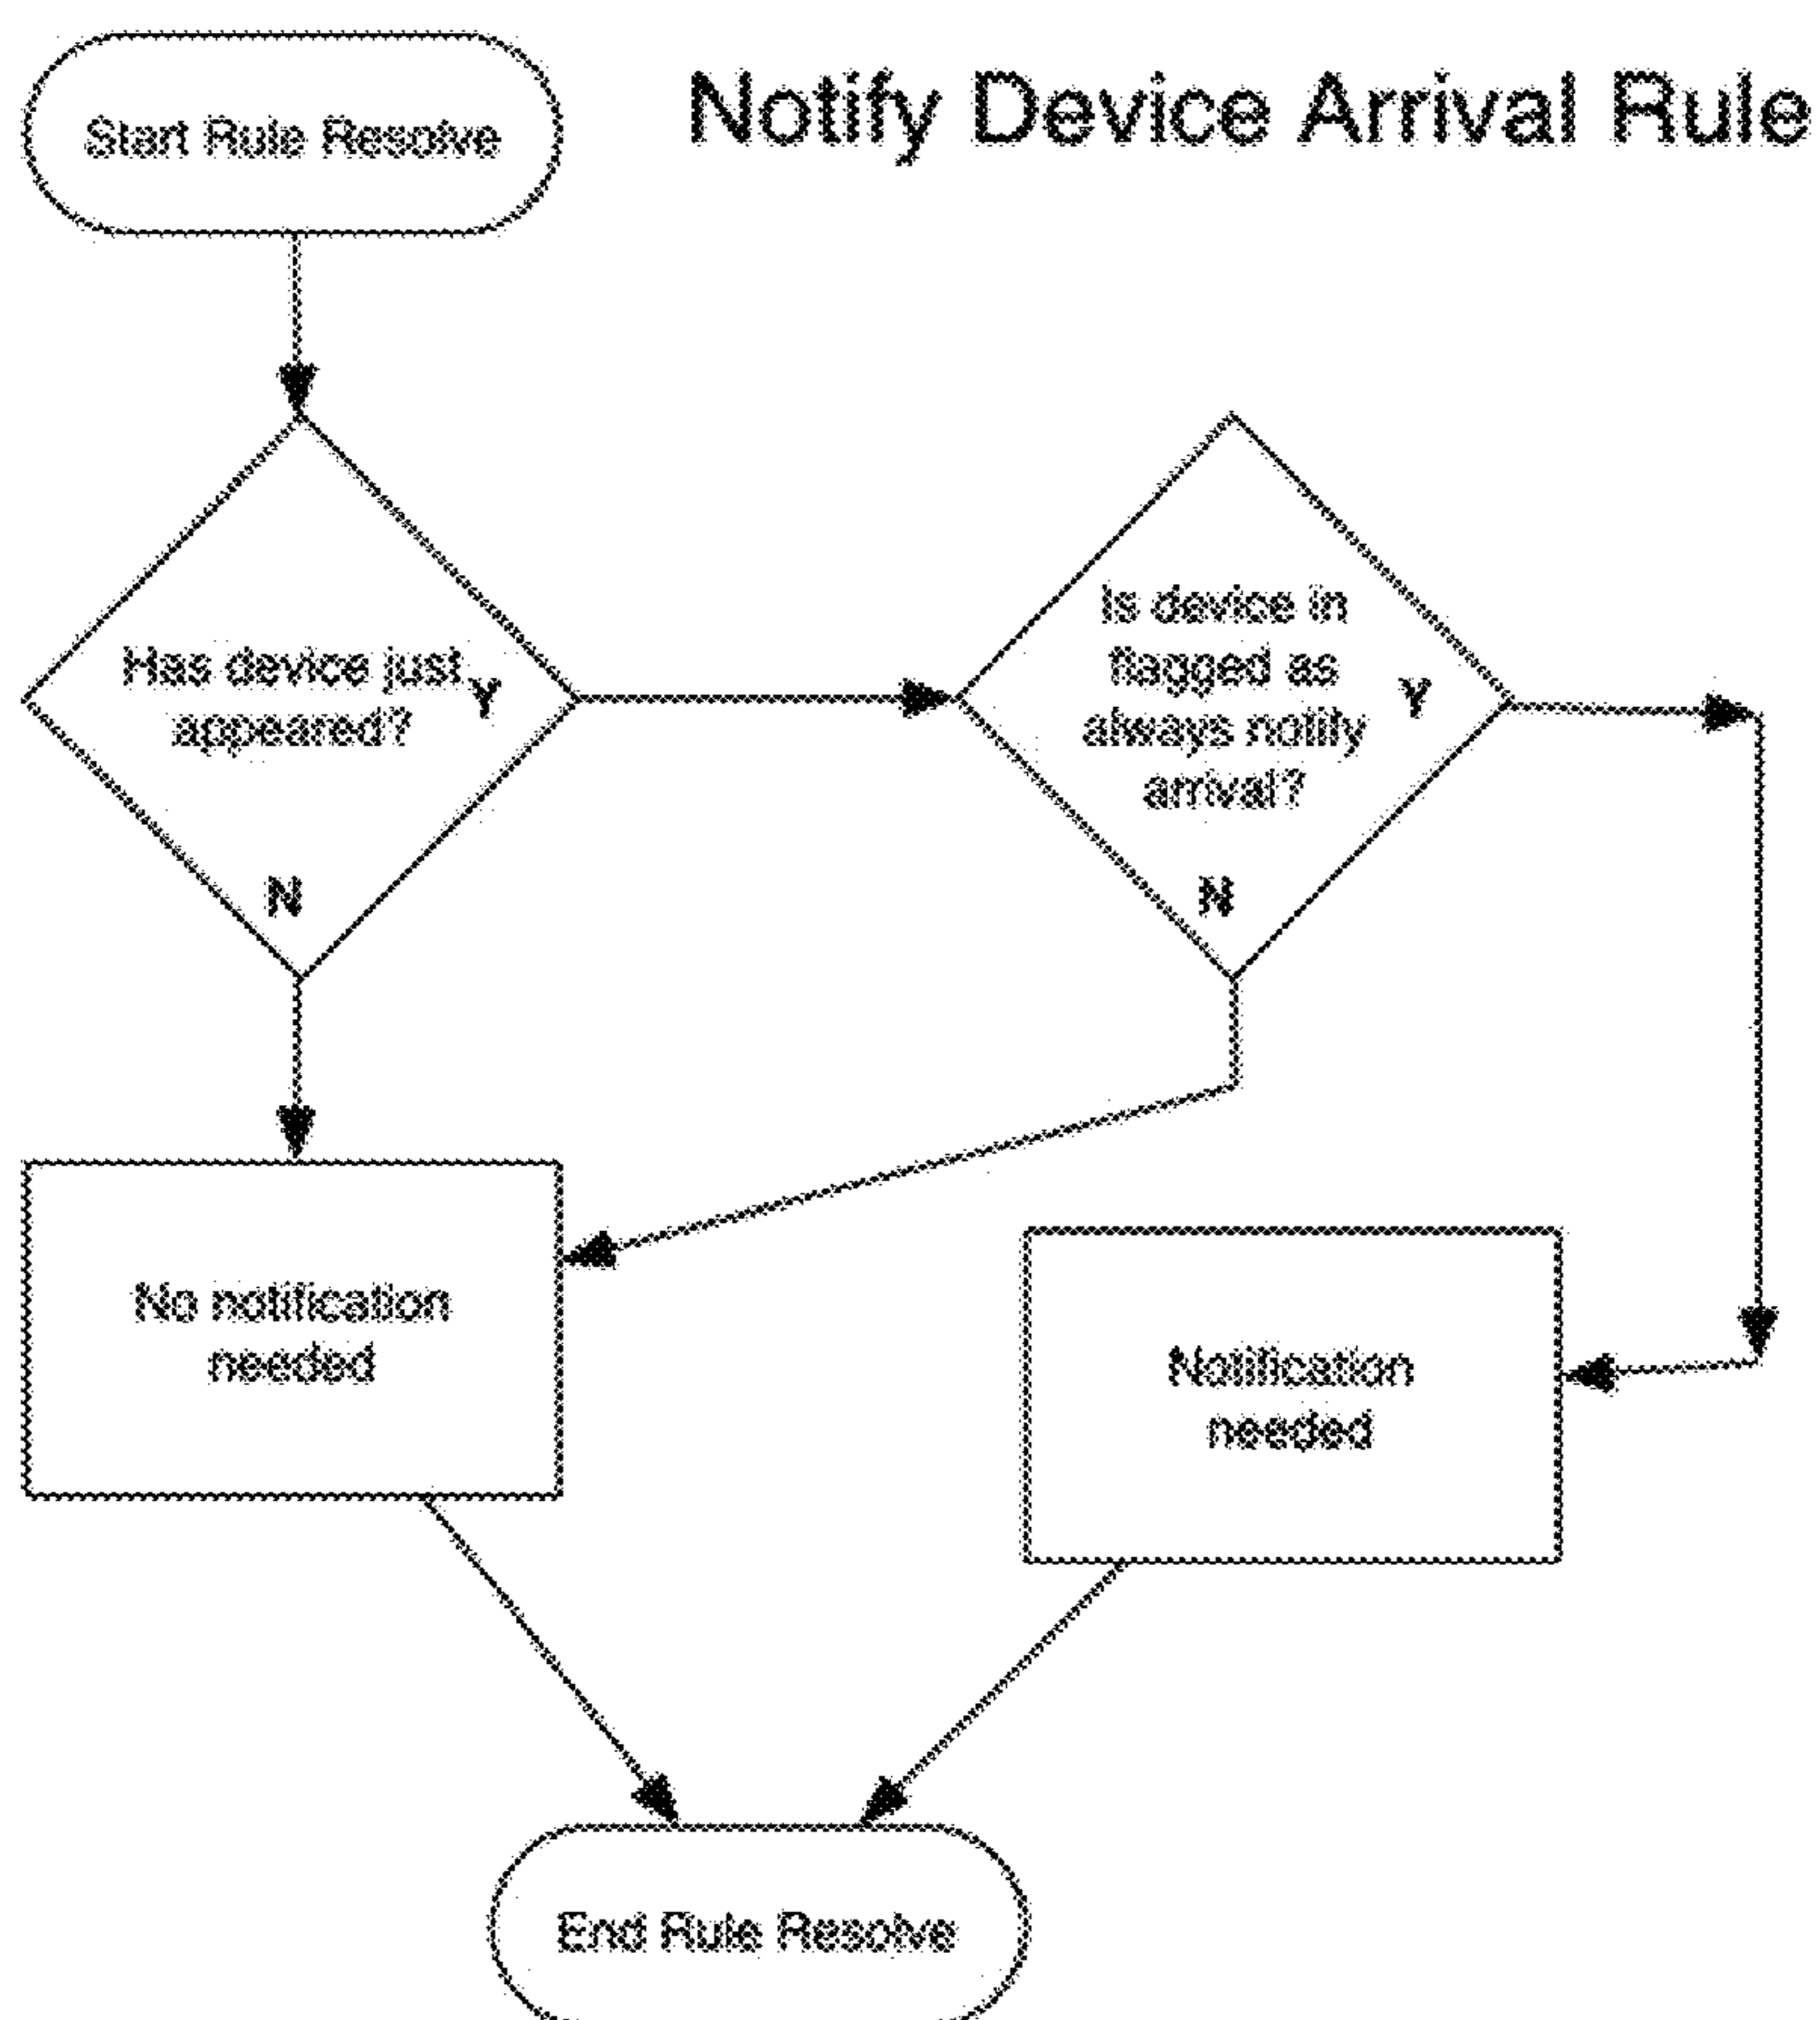 Start Rule Resolve
Notify Device Arrival Rule
Has device just
appeared?
Y
N
Is device in
flagged as
always notify
arrival?
Y
N
No notification
needed
Notification
needed
End Rule Resolve